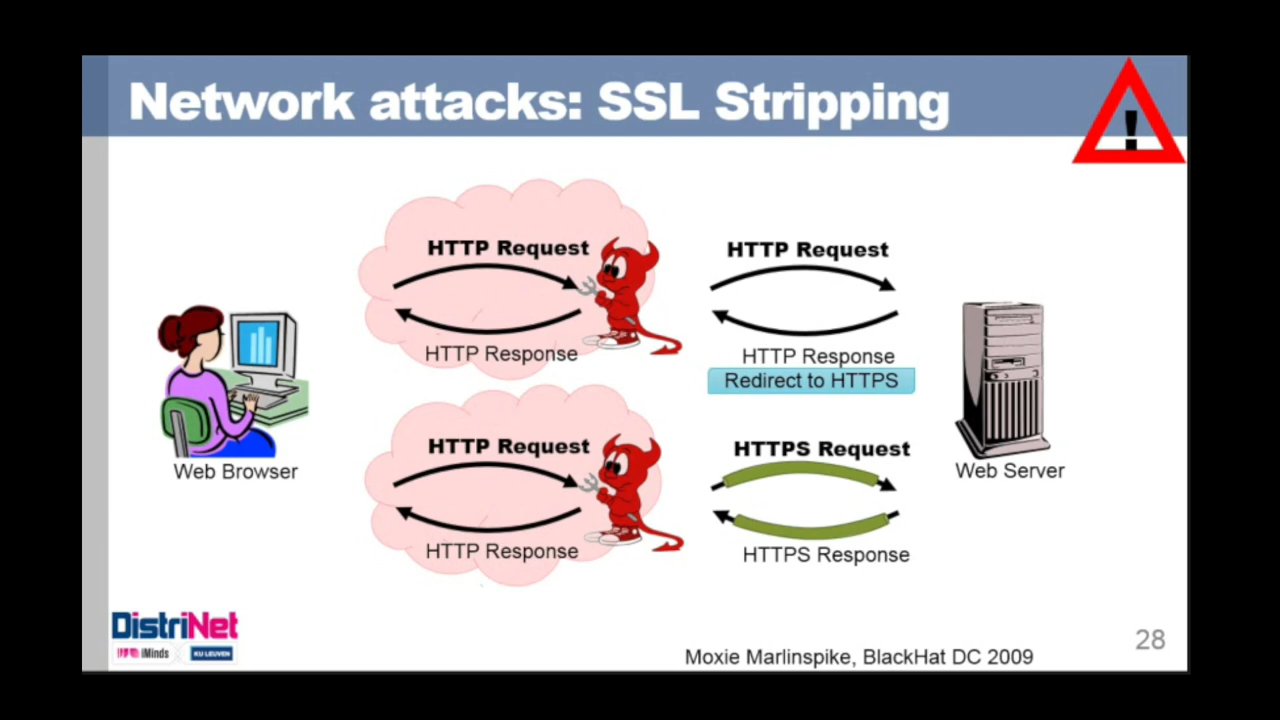 Network attacks: SSL Stripping
HTTP Request
HTTP Request
HTTP Response
HTTP Response
Redirect to HTTPS
HTTP Request
HTTPS Request
Web Browser
Web Server
HTTP Response
HTTPS Response
DistriNet
iMinds
KU LEUVEN
Moxie Marlinspike, BlackHat DC 2009
28